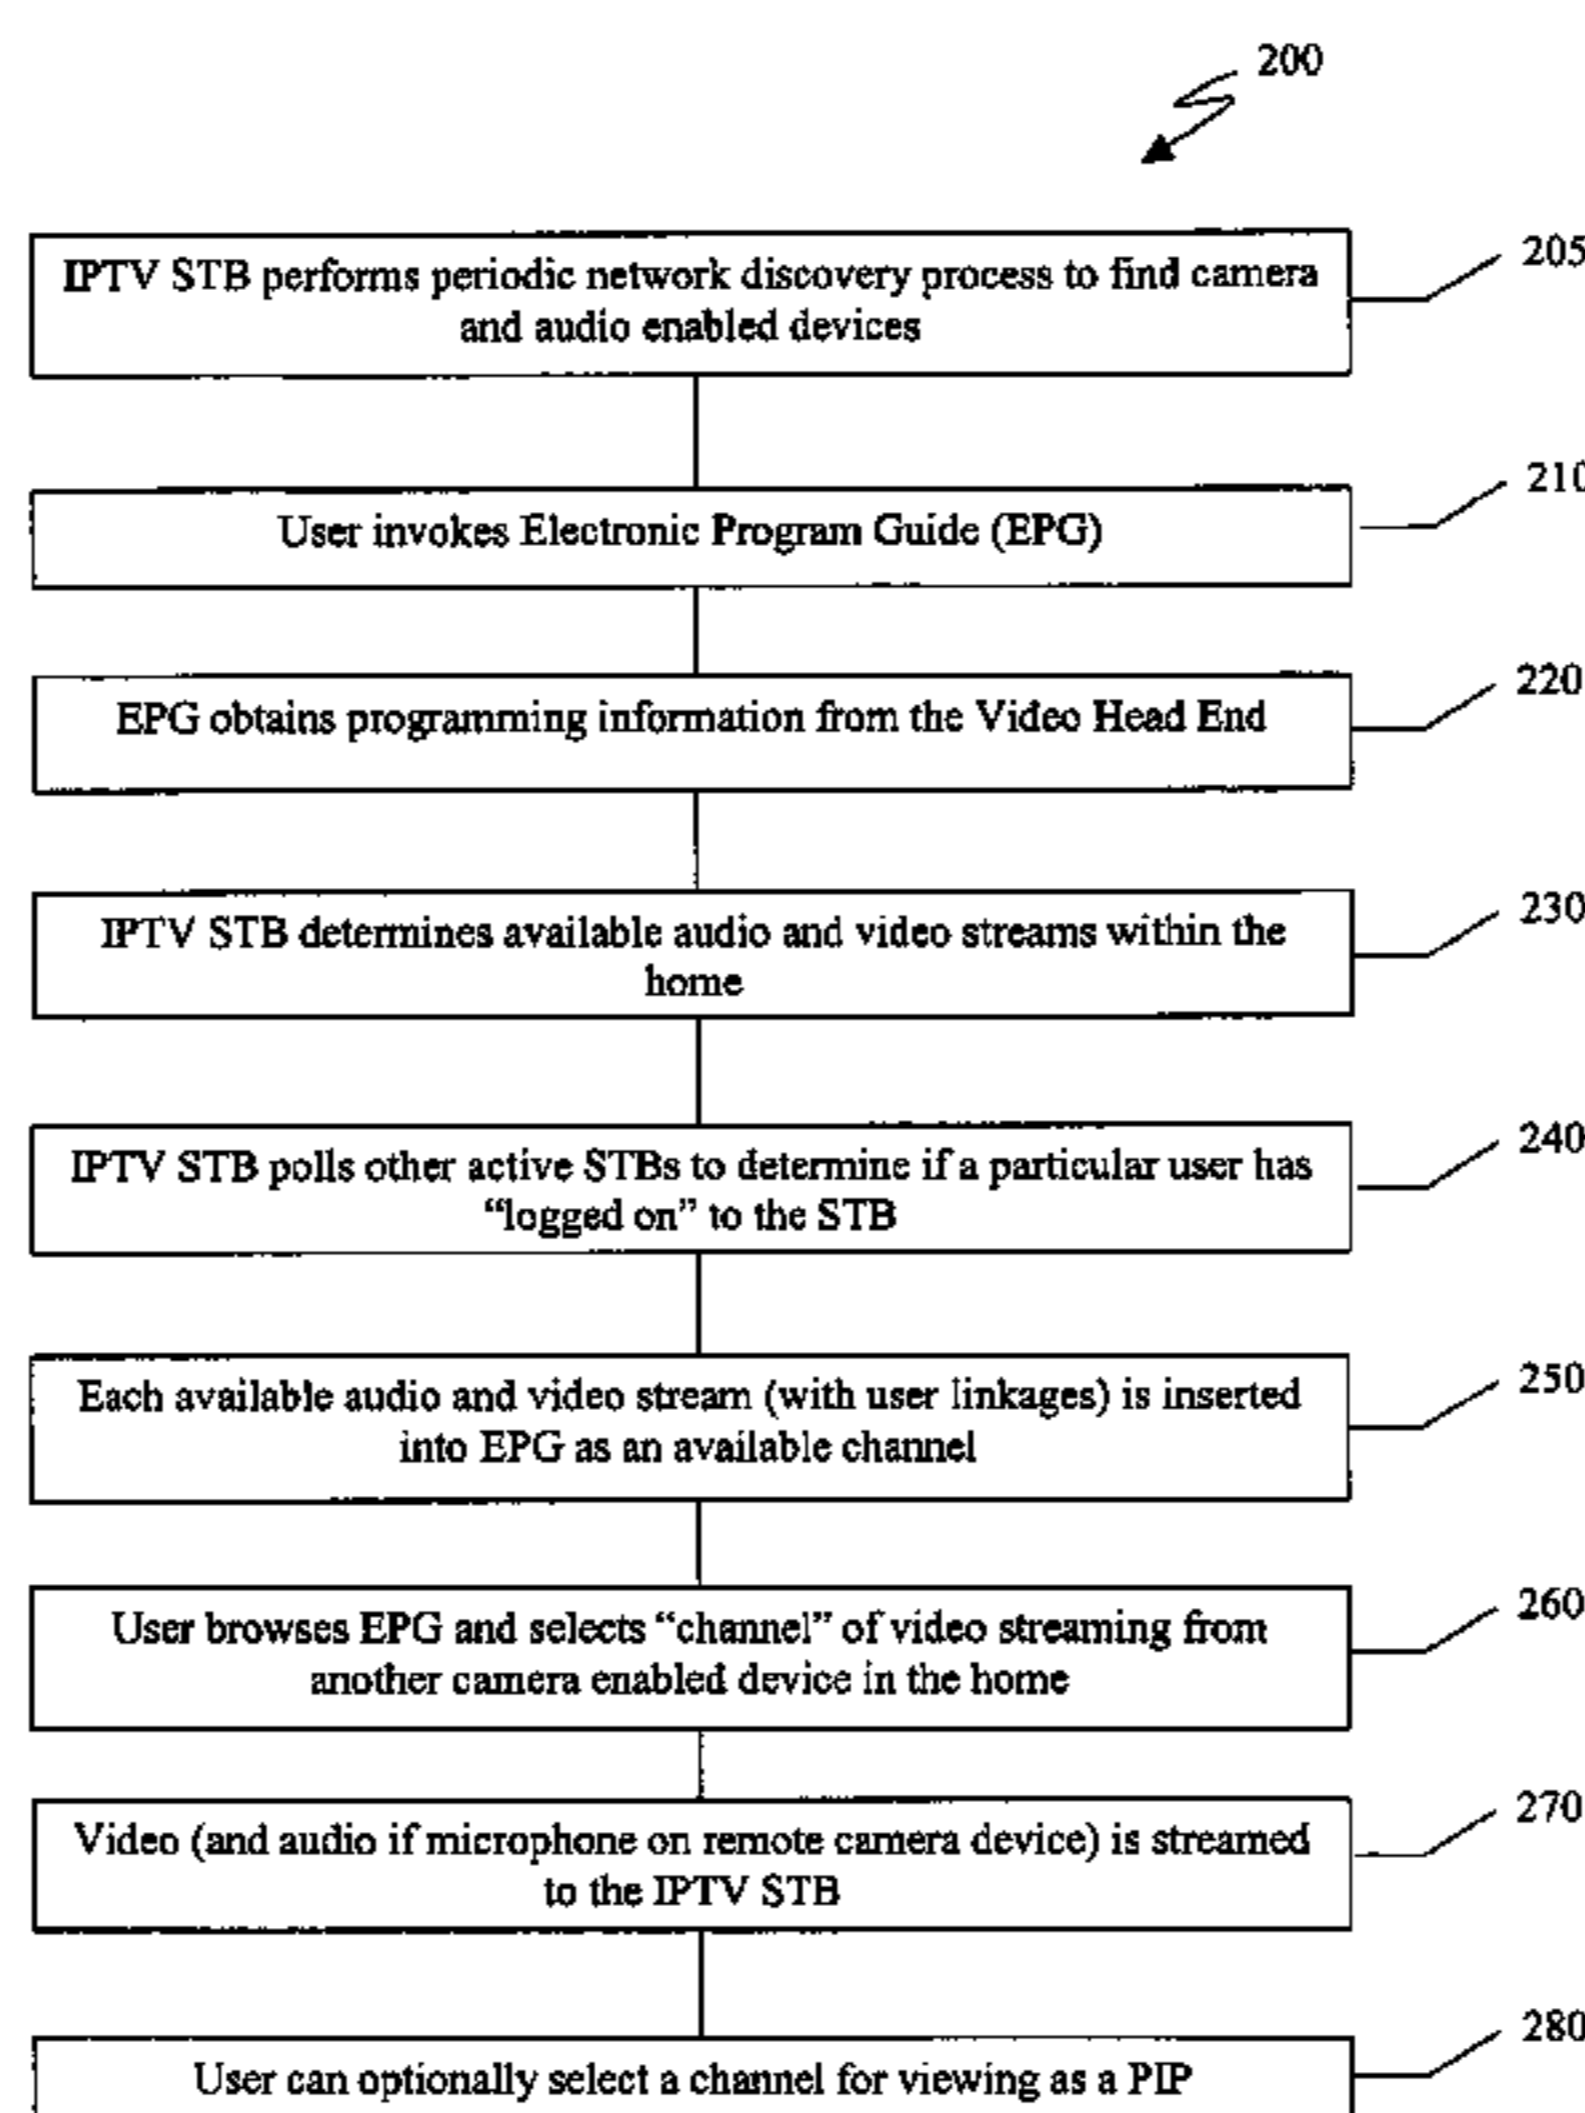 200
IPTV STB performs periodic network discovery process to find camera
and audio enabled devices
205
User invokes Electronic Program Guide (EPG)
210
EPG obtains programming information from the Video Head End
220
IPTV STB determines available audio and video streams within the
home
230
IPTV STB polls other active STBs to determine if a particular user has
“logged on” to the STB
240
Each available audio and video stream (with user linkages) is inserted
into EPG as an available channel
250
User browses EPG and selects “channel” of video streaming from
another camera enabled device in the home
260
Video (and audio if microphone on remote camera device) is streamed
to the IPTV STB
270
User can optionally select a channel for viewing as a PIP
280